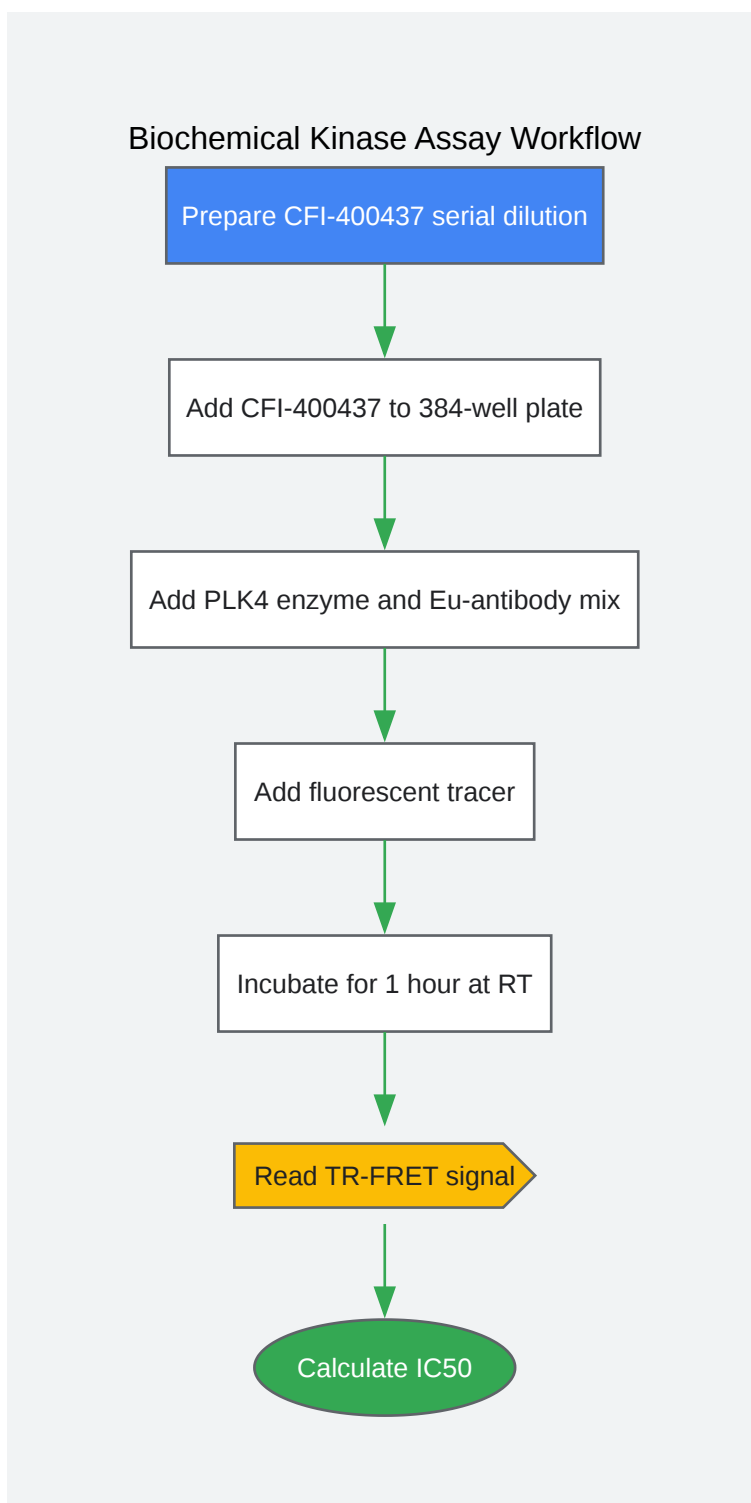 Biochemical Kinase Assay Workflow
Prepare CFI-400437 serial dilution
Add CFI-400437 to 384-well plate
Add PLK4 enzyme and Eu-antibody mix
Add fluorescent tracer
Incubate for 1 hour at RT
Read TR-FRET signal
Calculate IC50